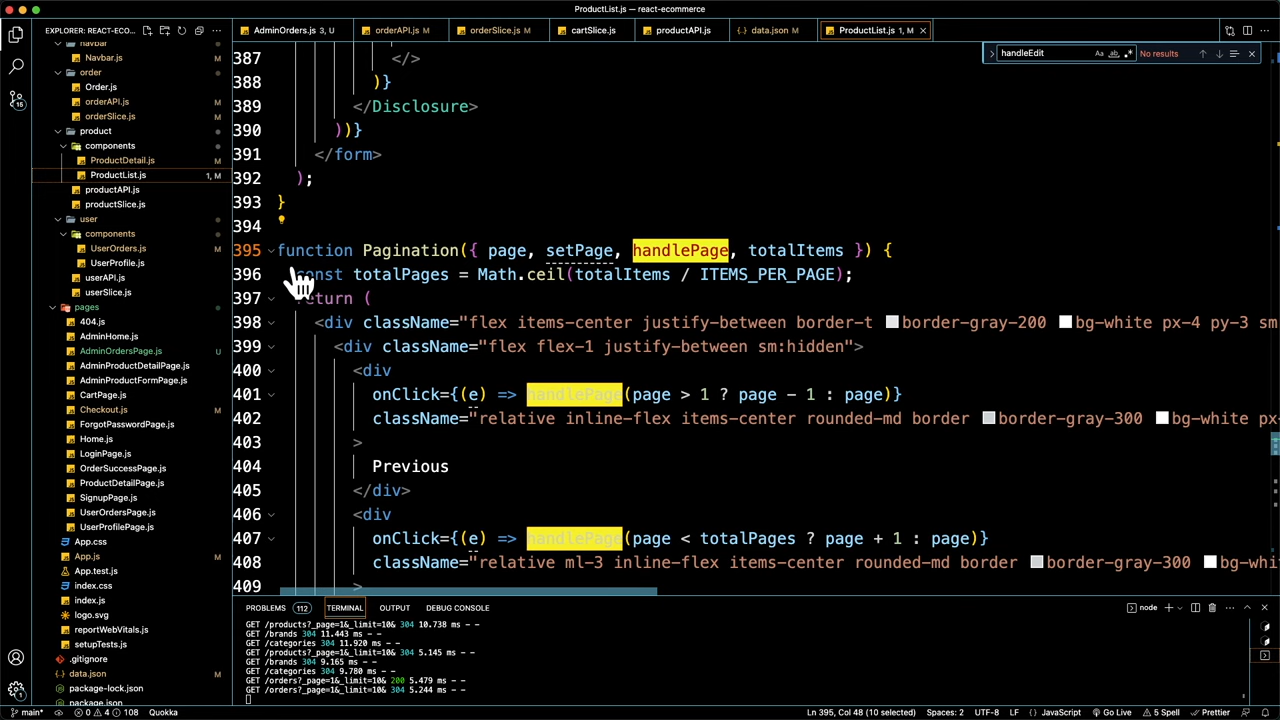 ProductList.js — react-ecommerce
EXPLORER: REACT-ECO...
AdminOrders.js 3, U
orderAPI.js M
orderSlice.js M
cartSlice.js
productAPI.js
data.json M
ProductList.js 1, M ×
handleEdit
Aa
ab
.*
No results
navbar
Navbar.js M
order
Order.js
orderAPI.js M
orderSlice.js M
product
components
ProductDetail.js M
ProductList.js 1, M
productAPI.js
productSlice.js
user
components
UserOrders.js M
UserProfile.js M
userAPI.js
userSlice.js
pages
404.js
AdminHome.js
AdminOrdersPage.js U
AdminProductDetailPage.js
AdminProductFormPage.js
CartPage.js
Checkout.js M
ForgotPasswordPage.js
Home.js
LoginPage.js
OrderSuccessPage.js
ProductDetailPage.js
SignupPage.js
UserOrdersPage.js
UserProfilePage.js
App.css
App.js M
App.test.js
index.css
index.js
logo.svg
reportWebVitals.js
setupTests.js
.gitignore
data.json M
package-lock.json
package.json
15
1
387 </>
388 )}
389 </Disclosure>
390 ))}
391 </form>
392 );
393 }
394
395 function Pagination({ page, setPage, handlePage, totalItems }) {
396 const totalPages = Math.ceil(totalItems / ITEMS_PER_PAGE);
397 return (
398 <div className="flex items-center justify-between border-t border-gray-200 bg-white px-4 py-3 sm
399 <div className="flex flex-1 justify-between sm:hidden">
400 <div
401 onClick={(e) => handlePage(page > 1 ? page - 1 : page)}
402 className="relative inline-flex items-center rounded-md border border-gray-300 bg-white px-
403 >
404 Previous
405 </div>
406 <div
407 onClick={(e) => handlePage(page < totalPages ? page + 1 : page)}
408 className="relative ml-3 inline-flex items-center rounded-md border border-gray-300 bg-whi
409 >
PROBLEMS 112 TERMINAL OUTPUT DEBUG CONSOLE
node
GET /products?_page=1&_limit=10& 304 10.738 ms - -
GET /brands 304 11.443 ms - -
GET /categories 304 11.920 ms - -
GET /products?_page=1&_limit=10& 304 5.145 ms - -
GET /brands 304 9.165 ms - -
GET /categories 304 9.780 ms - -
GET /orders?_page=1&_limit=10& 200 5.479 ms - -
GET /orders?_page=1&_limit=10& 304 5.244 ms - -
main* 0 4 108 Quokka
Ln 395, Col 48 (10 selected) Spaces: 2 UTF-8 LF JavaScript Go Live 5 Spell Prettier